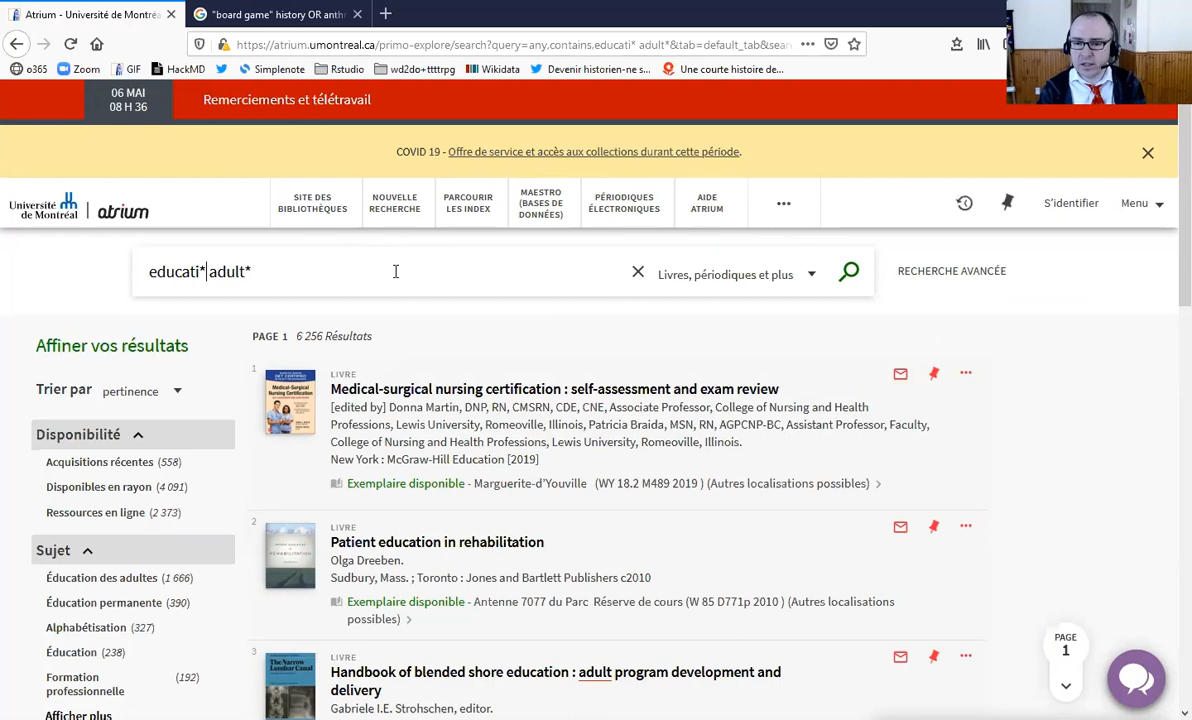 Atrium - Université de Montréa
"board game" history OR anth
https://atrium.umontreal.ca/primo-explore/search?query=any,contains,educati* adult*&tab=default_tab&sear
o365
Zoom
GIF
HackMD
Simplenote
Rstudio
wd2do+ttttrpg
Wikidata
Devenir historien-ne s...
Une courte histoire de...
06 MAI
08 H 36
Remerciements et télétravail
COVID 19 - Offre de service et accès aux collections durant cette période.
Université
de Montréal
atrium
SITE DES
BIBLIOTHÈQUES
NOUVELLE
RECHERCHE
PARCOURIR
LES INDEX
MAESTRO
(BASES DE
DONNÉES)
PÉRIODIQUES
ÉLECTRONIQUES
AIDE
ATRIUM
S'identifier
Menu
educati* adult*
Livres, périodiques et plus
RECHERCHE AVANCÉE
Affiner vos résultats
Trier par pertinence
Disponibilité
Acquisitions récentes (558)
Disponibles en rayon (4 091)
Ressources en ligne (2 373)
Sujet
Éducation des adultes (1 666)
Éducation permanente (390)
Alphabétisation (327)
Éducation (238)
Formation (192)
professionnelle
Afficher plus
PAGE 1 6 256 Résultats
1
LIVRE
Medical-surgical nursing certification : self-assessment and exam review
[edited by] Donna Martin, DNP, RN, CMSRN, CDE, CNE, Associate Professor, College of Nursing and Health
Professions, Lewis University, Romeoville, Illinois, Patricia Braida, MSN, RN, AGPCNP-BC, Assistant Professor, Faculty,
College of Nursing and Health Professions, Lewis University, Romeoville, Illinois.
New York : McGraw-Hill Education [2019]
Exemplaire disponible - Marguerite-d'Youville (WY 18.2 M489 2019 ) (Autres localisations possibles)
2
LIVRE
Patient education in rehabilitation
Olga Dreeben.
Sudbury, Mass. ; Toronto : Jones and Bartlett Publishers c2010
Exemplaire disponible - Antenne 7077 du Parc Réserve de cours (W 85 D771p 2010 ) (Autres localisations
possibles)
3
LIVRE
Handbook of blended shore education : adult program development and
delivery
Gabriele I.E. Strohschen, editor.
PAGE
1